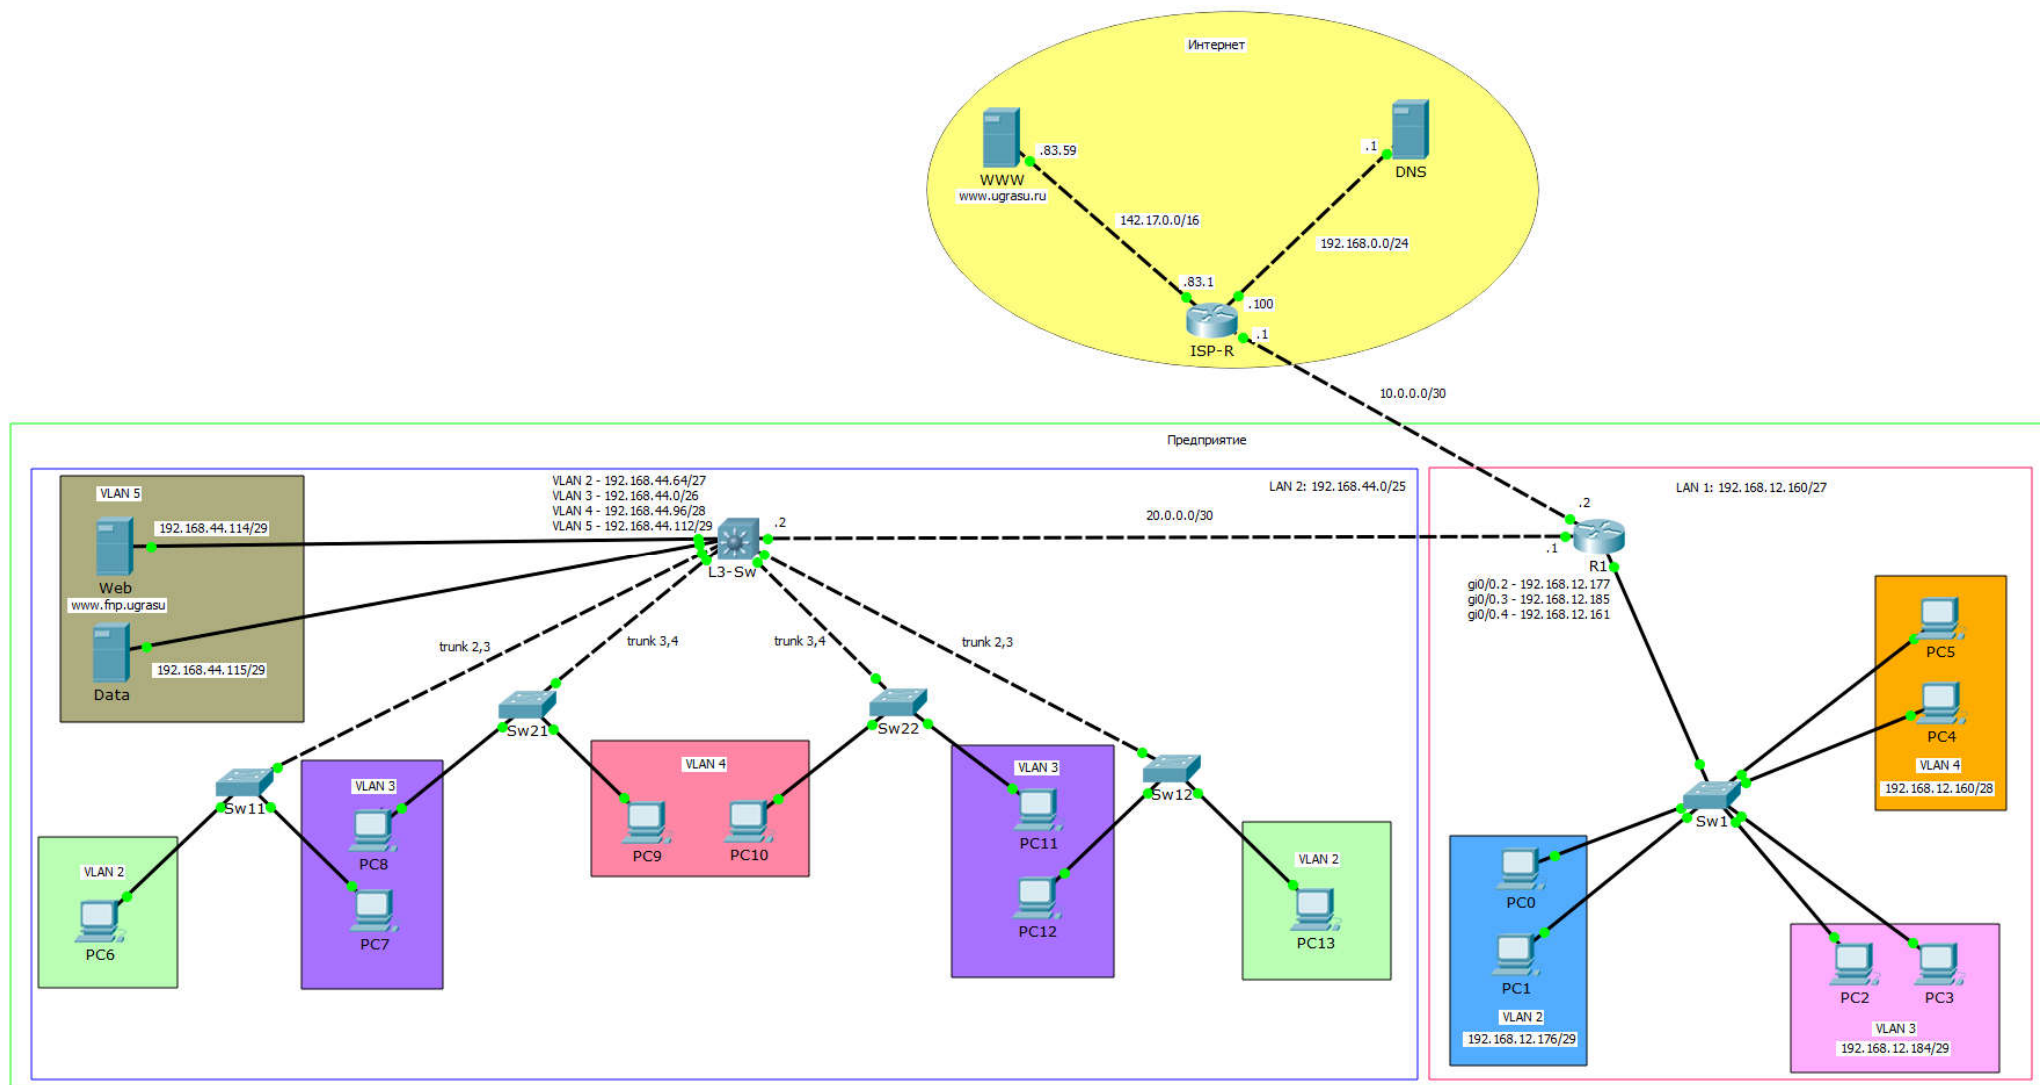 Интернет
.83.59
.1
WWW
www.ugrasu.ru
DNS
142.17.0.0/16
192.168.0.0/24
.83.1
.100
.1
ISP-R
10.0.0.0/30
Предприятие
VLAN 5
192.168.44.114/29
Web
www.fnp.ugrasu
192.168.44.115/29
Data
VLAN 2 - 192.168.44.64/27
VLAN 3 - 192.168.44.0/26
VLAN 4 - 192.168.44.96/28
VLAN 5 - 192.168.44.112/29
.2
L3-Sw
LAN 2: 192.168.44.0/25
20.0.0.0/30
LAN 1: 192.168.12.160/27
.2
.1
R1
gi0/0.2 - 192.168.12.177
gi0/0.3 - 192.168.12.185
gi0/0.4 - 192.168.12.161
trunk 2,3
trunk 3,4
trunk 3,4
trunk 2,3
Sw11
Sw21
Sw22
Sw12
VLAN 2
PC6
VLAN 3
PC8
PC7
VLAN 4
PC9
PC10
VLAN 3
PC11
PC12
VLAN 2
PC13
PC5
PC4
VLAN 4
192.168.12.160/28
Sw1
PC0
PC1
VLAN 2
192.168.12.176/29
PC2
PC3
VLAN 3
192.168.12.184/29